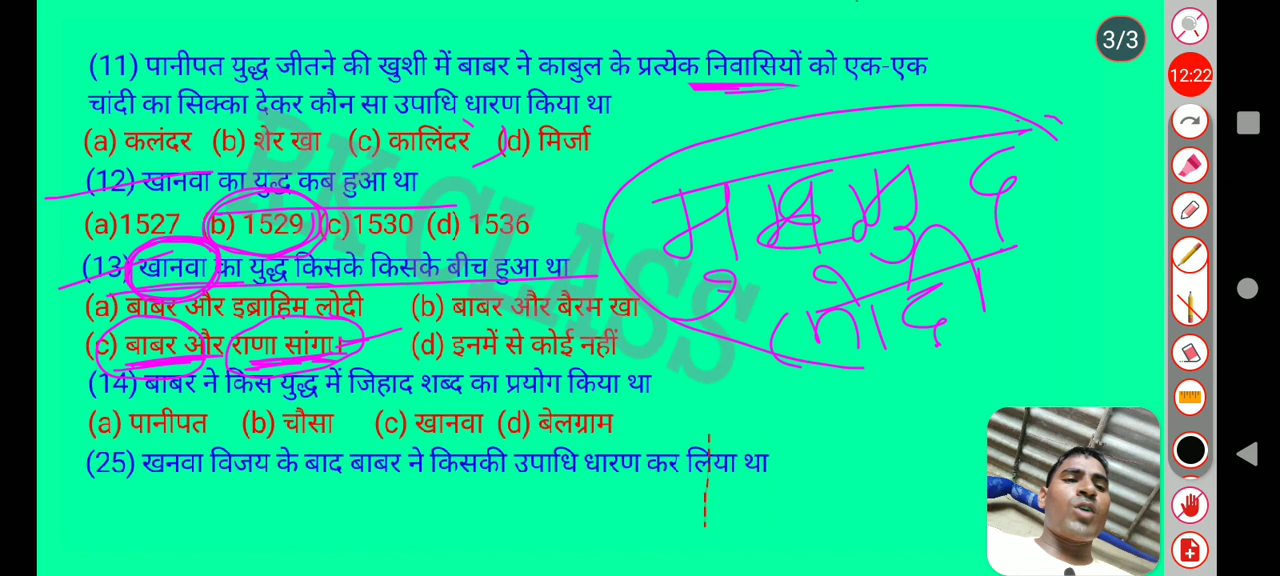 3/3
(11) पानीपत युद्ध जीतने की खुशी में बाबर ने काबुल के प्रत्येक निवासियों को एक-एक
चांदी का सिक्का देकर कौन सा उपाधि धारण किया था
(a) कलंदर (b) शेर खा (c) कालिंदर (d) मिर्जा
(12) खानवा का युद्ध कब हुआ था
(a)1527 (b) 1529 (c)1530 (d) 1536
(13) खानवा का युद्ध किसके किसके बीच हुआ था
(a) बाबर और इब्राहिम लोदी (b) बाबर और बैरम खा
(c) बाबर और राणा सांगा। (d) इनमें से कोई नहीं
(14) बाबर ने किस युद्ध में जिहाद शब्द का प्रयोग किया था
(a) पानीपत (b) चौसा (c) खानवा (d) बेलग्राम
(25) खनवा विजय के बाद बाबर ने किसकी उपाधि धारण कर लिया था
RK CLASS
लोदी
12:22